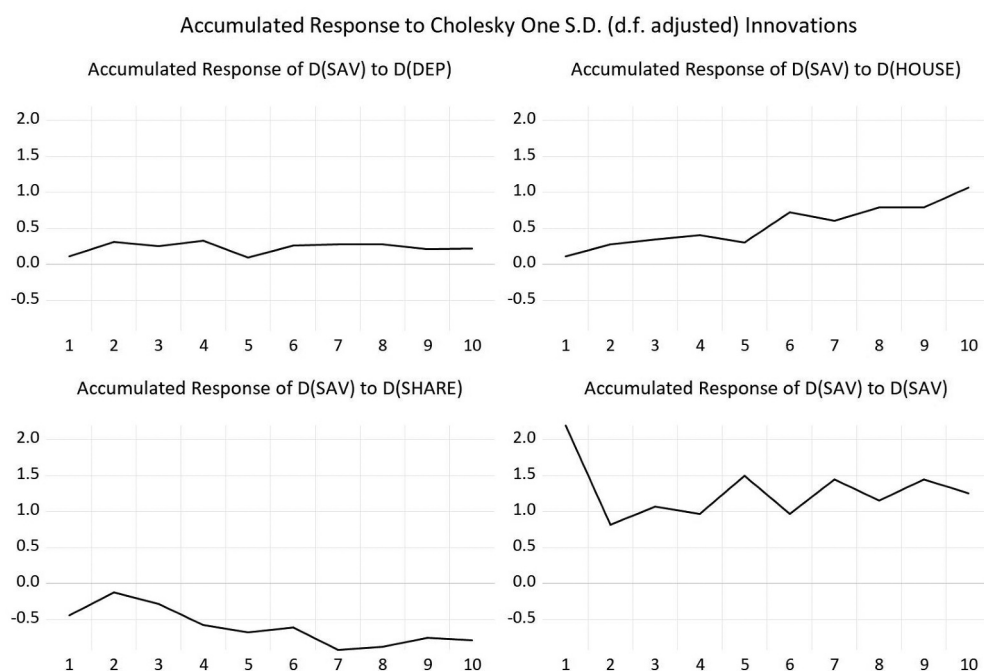 Accumulated Response to Cholesky One S.D. (d.f. adjusted) Innovations
Accumulated Response of D(SAV) to D(DEP)
2.0
1.5
1.0
0.5
0.0
-0.5
1 2 3 4 5 6 7 8 9 10
Accumulated Response of D(SAV) to D(HOUSE)
2.0
1.5
1.0
0.5
0.0
-0.5
1 2 3 4 5 6 7 8 9 10
Accumulated Response of D(SAV) to D(SHARE)
2.0
1.5
1.0
0.5
0.0
-0.5
1 2 3 4 5 6 7 8 9 10
Accumulated Response of D(SAV) to D(SAV)
2.0
1.5
1.0
0.5
0.0
-0.5
1 2 3 4 5 6 7 8 9 10